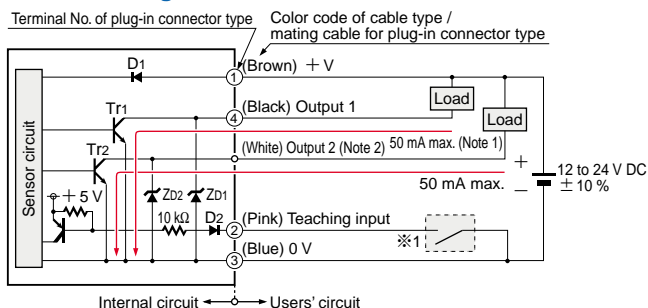 Terminal No. of plug-in connector type
Color code of cable type /
mating cable for plug-in connector type
D1
1 (Brown) +V
4 (Black) Output 1
Load
Load
Tr1
Tr2
Sensor circuit
(White) Output 2 (Note 2)
50 mA max. (Note 1)
50 mA max.
+
−
12 to 24 V DC
± 10 %
+5 V
ZD2
ZD1
10 kΩ
D2
2 (Pink) Teaching input
※1
3 (Blue) 0 V
Internal circuit
Users' circuit